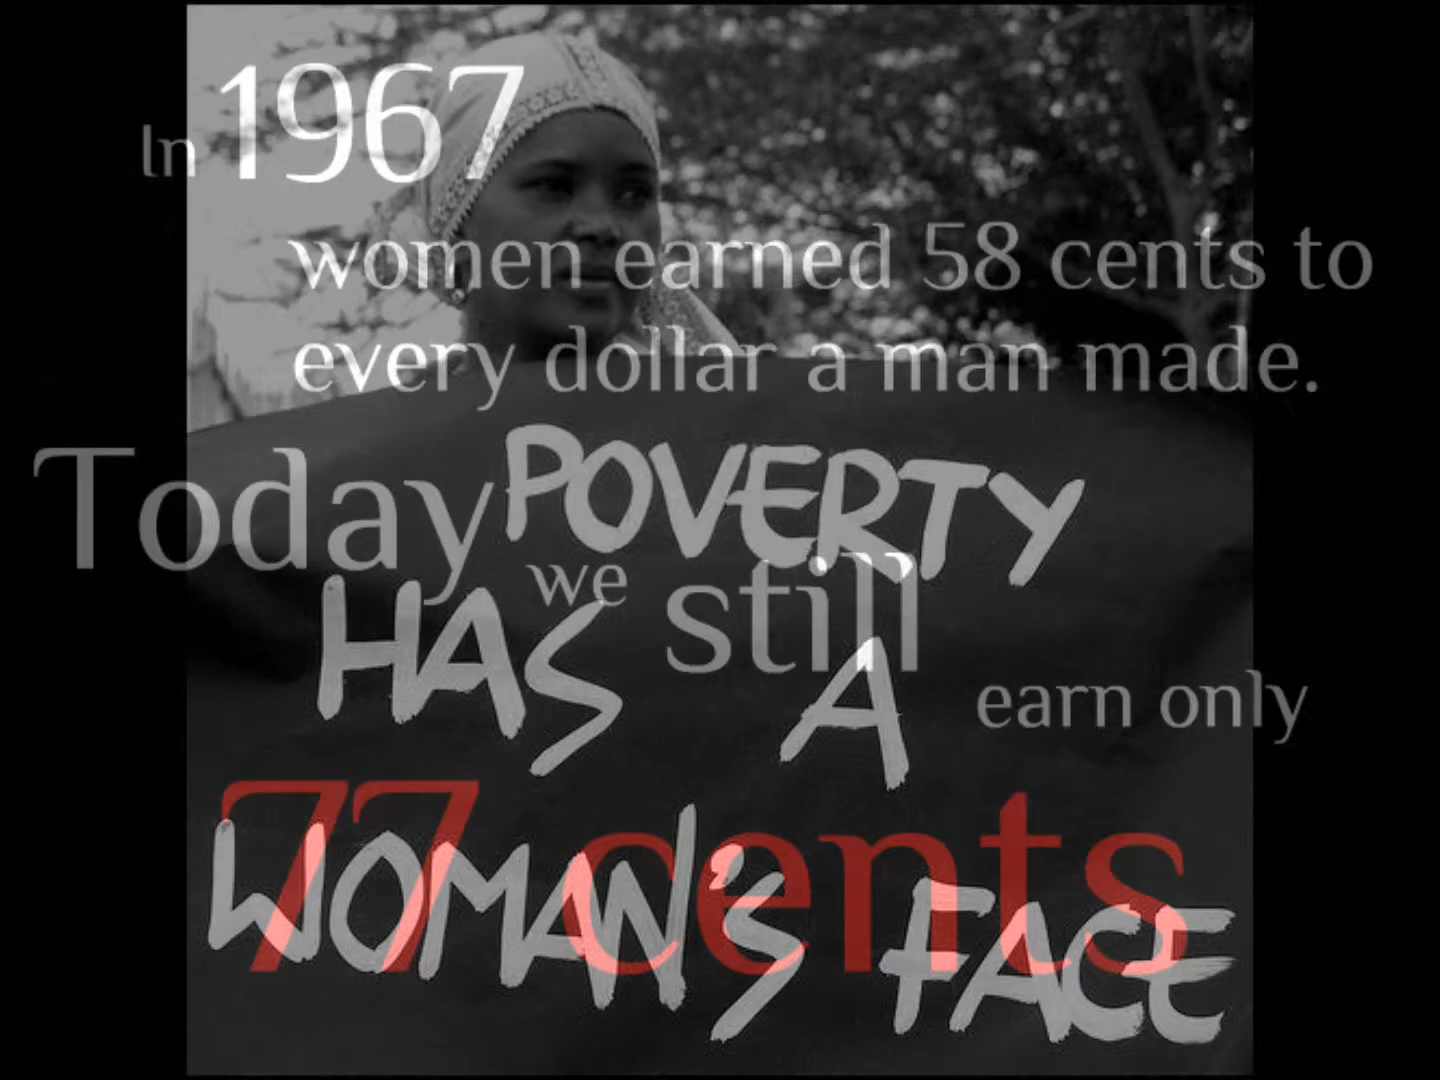 In 1967
women earned 58 cents to
every dollar a man made.
Today we still earn only
77 cents
POVERTY
HAS A
WOMAN'S FACE